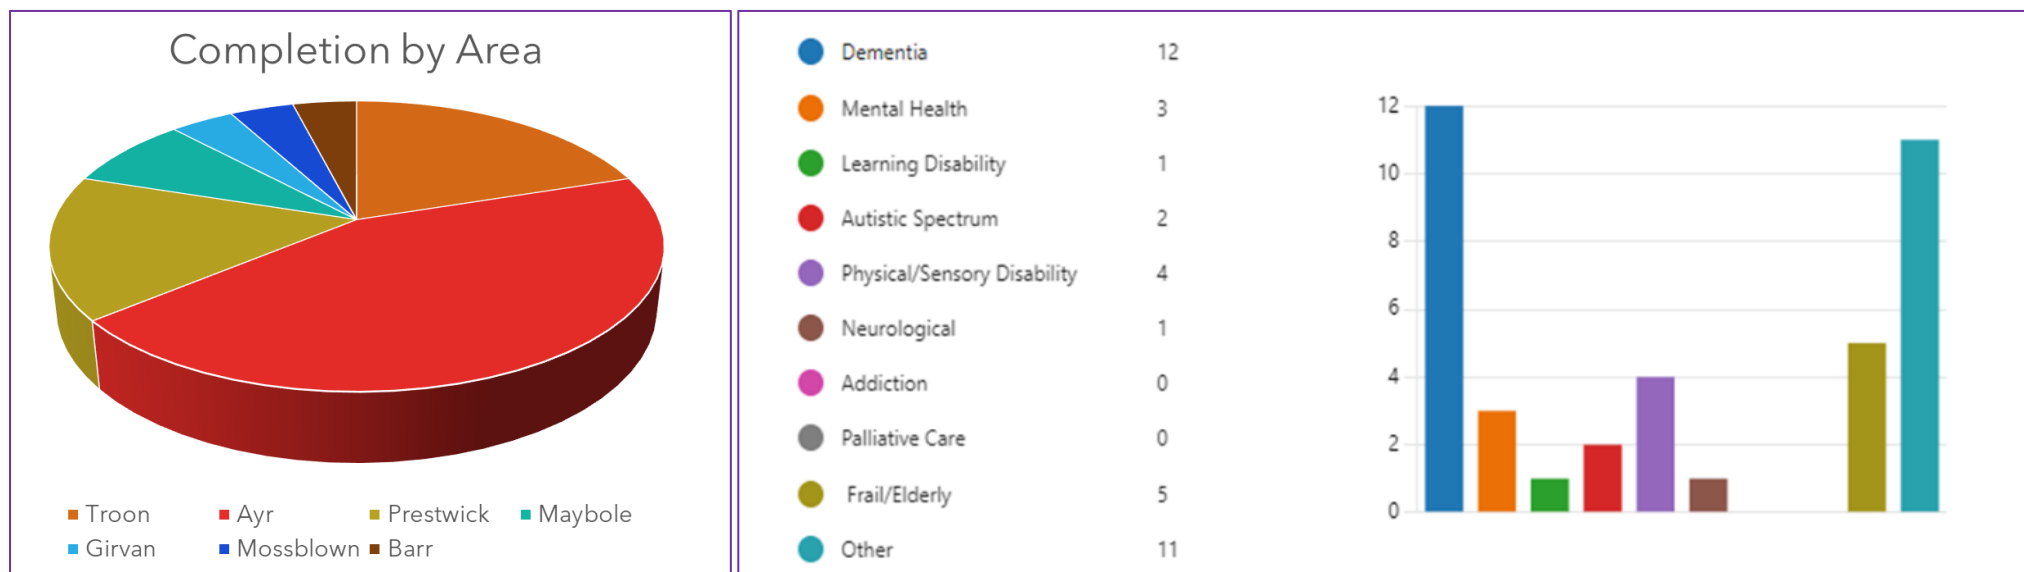 Completion by Area
Troon Ayr Prestwick Maybole
Girvan Mossblown Barr
Dementia 12
Mental Health 3
Learning Disability 1
Autistic Spectrum 2
Physical/Sensory Disability 4
Neurological 1
Addiction 0
Palliative Care 0
Frail/Elderly 5
Other 11
12
10
8
6
4
2
0